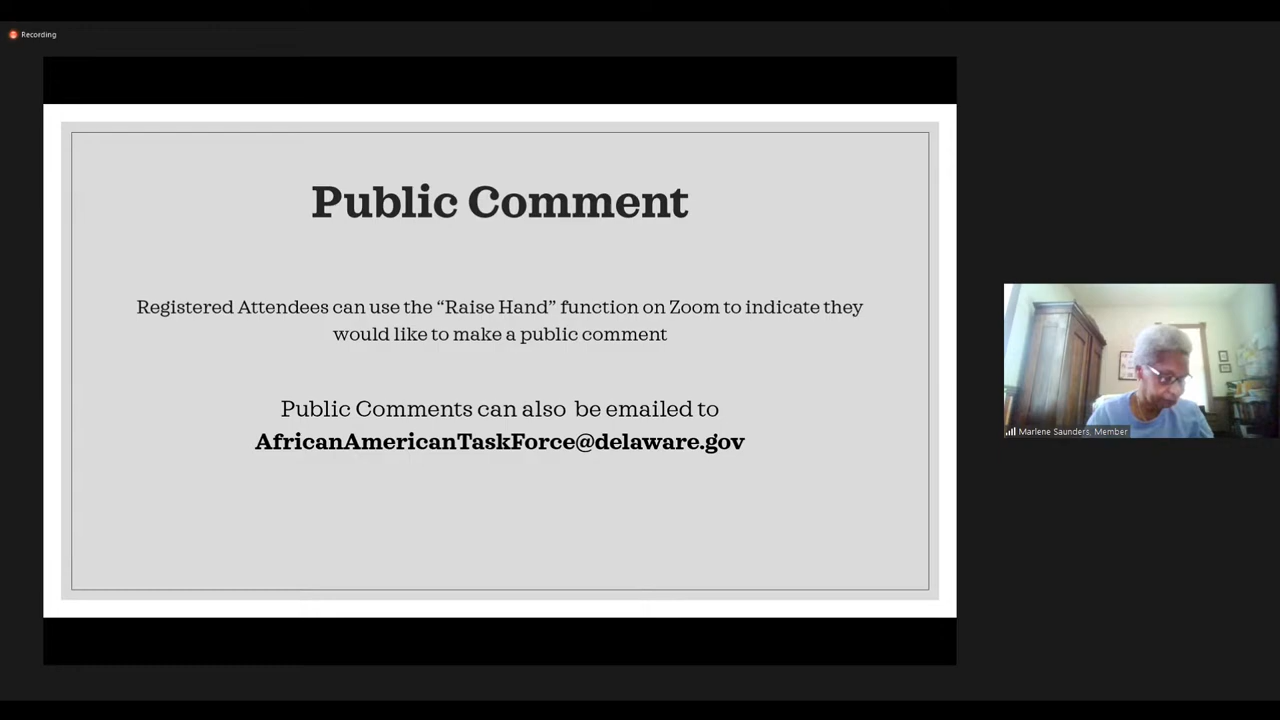 Recording
Public Comment
Registered Attendees can use the “Raise Hand” function on Zoom to indicate they
would like to make a public comment
Public Comments can also be emailed to
AfricanAmericanTaskForce@delaware.gov
Marlene Saunders, Member